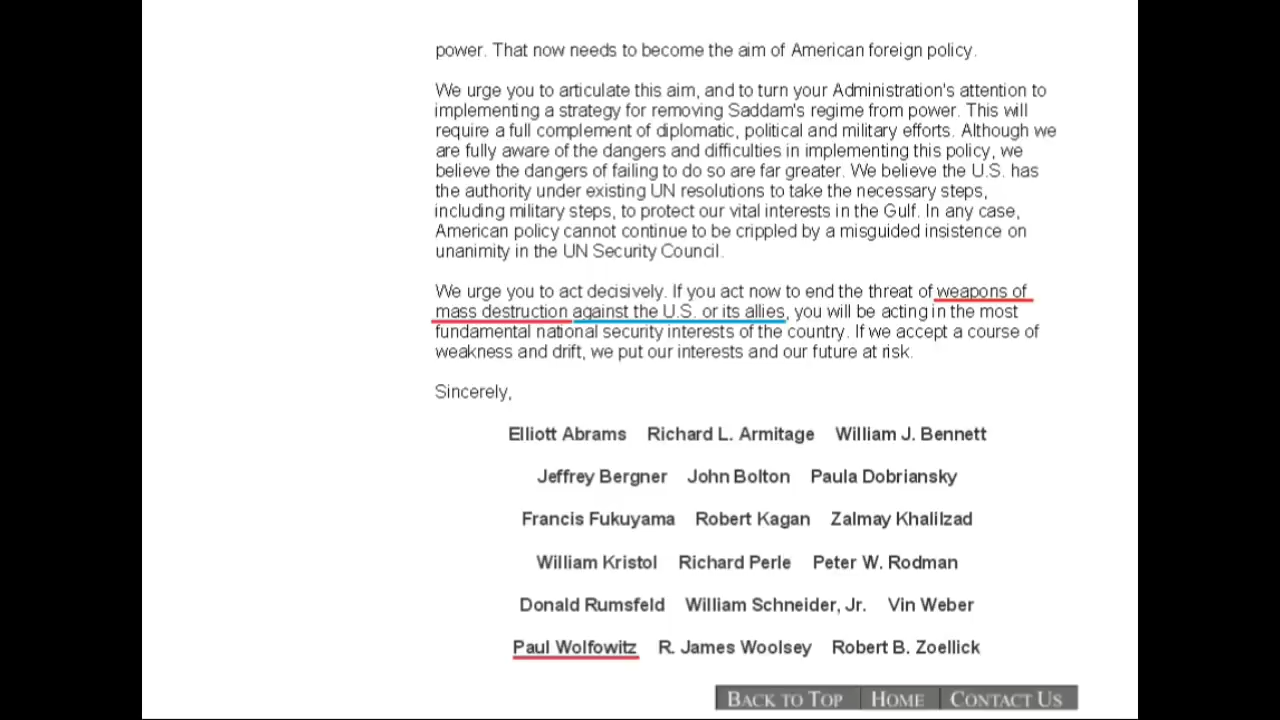 power. That now needs to become the aim of American foreign policy.
We urge you to articulate this aim, and to turn your Administration's attention to
implementing a strategy for removing Saddam's regime from power. This will
require a full complement of diplomatic, political and military efforts. Although we
are fully aware of the dangers and difficulties in implementing this policy, we
believe the dangers of failing to do so are far greater. We believe the U.S. has
the authority under existing UN resolutions to take the necessary steps,
including military steps, to protect our vital interests in the Gulf. In any case,
American policy cannot continue to be crippled by a misguided insistence on
unanimity in the UN Security Council.
We urge you to act decisively. If you act now to end the threat of weapons of
mass destruction against the U.S. or its allies, you will be acting in the most
fundamental national security interests of the country. If we accept a course of
weakness and drift, we put our interests and our future at risk.
Sincerely,
Elliott Abrams Richard L. Armitage William J. Bennett
Jeffrey Bergner John Bolton Paula Dobriansky
Francis Fukuyama Robert Kagan Zalmay Khalilzad
William Kristol Richard Perle Peter W. Rodman
Donald Rumsfeld William Schneider, Jr. Vin Weber
Paul Wolfowitz R. James Woolsey Robert B. Zoellick
BACK TO TOP HOME CONTACT US